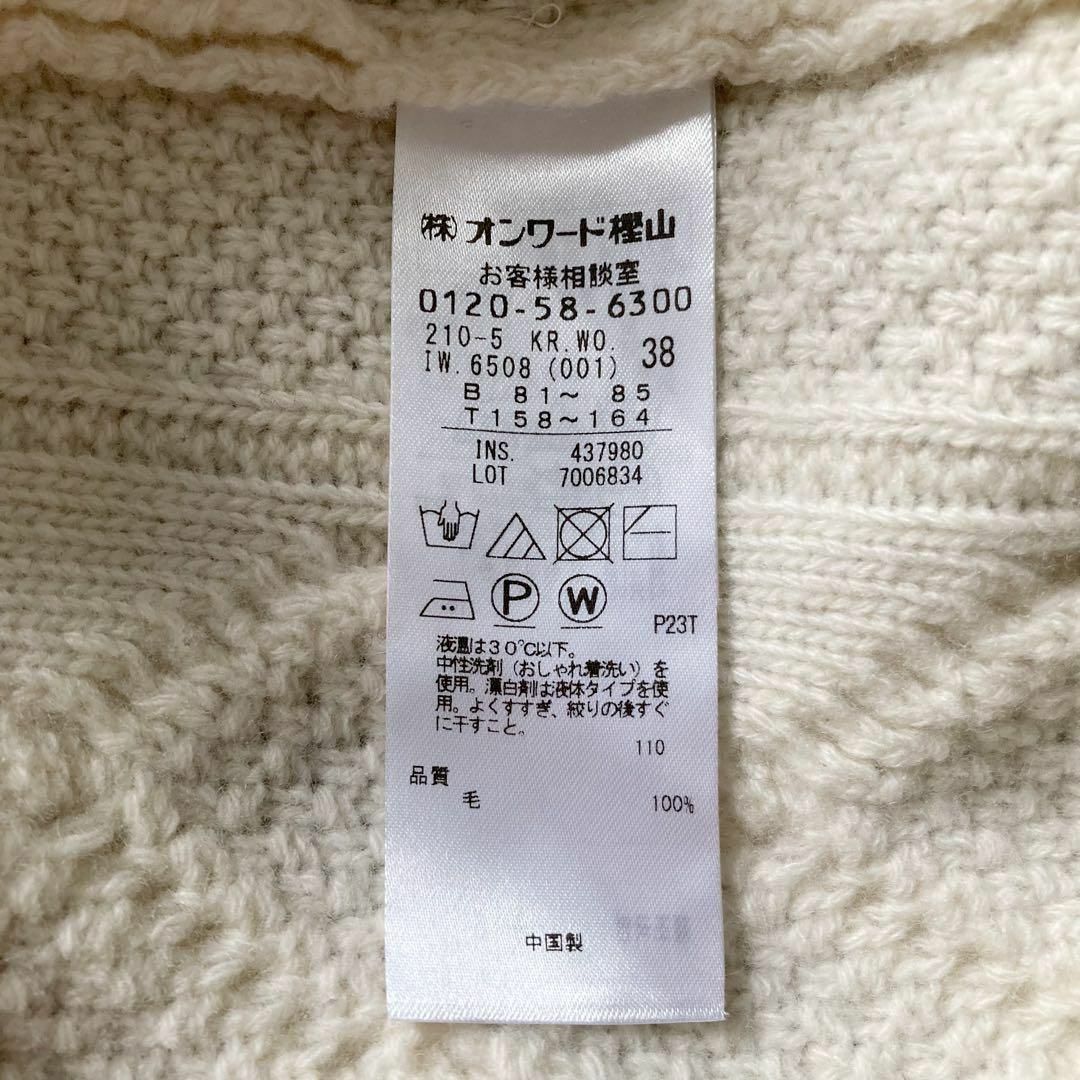 (株)オンワード樫山
お客様相談室
0120-58-6300
210-5 KR.WO. 38
IW.6508 (001)
B 81～ 85
T158～164
INS. 437980
LOT 7006834
P W
P23T
液温は30℃以下。
中性洗剤（おしゃれ着洗い）を
使用。漂白剤は液体タイプを使
用。よくすすぎ、絞りの後すぐ
に干すこと。
110
品質
毛 100%
中国製